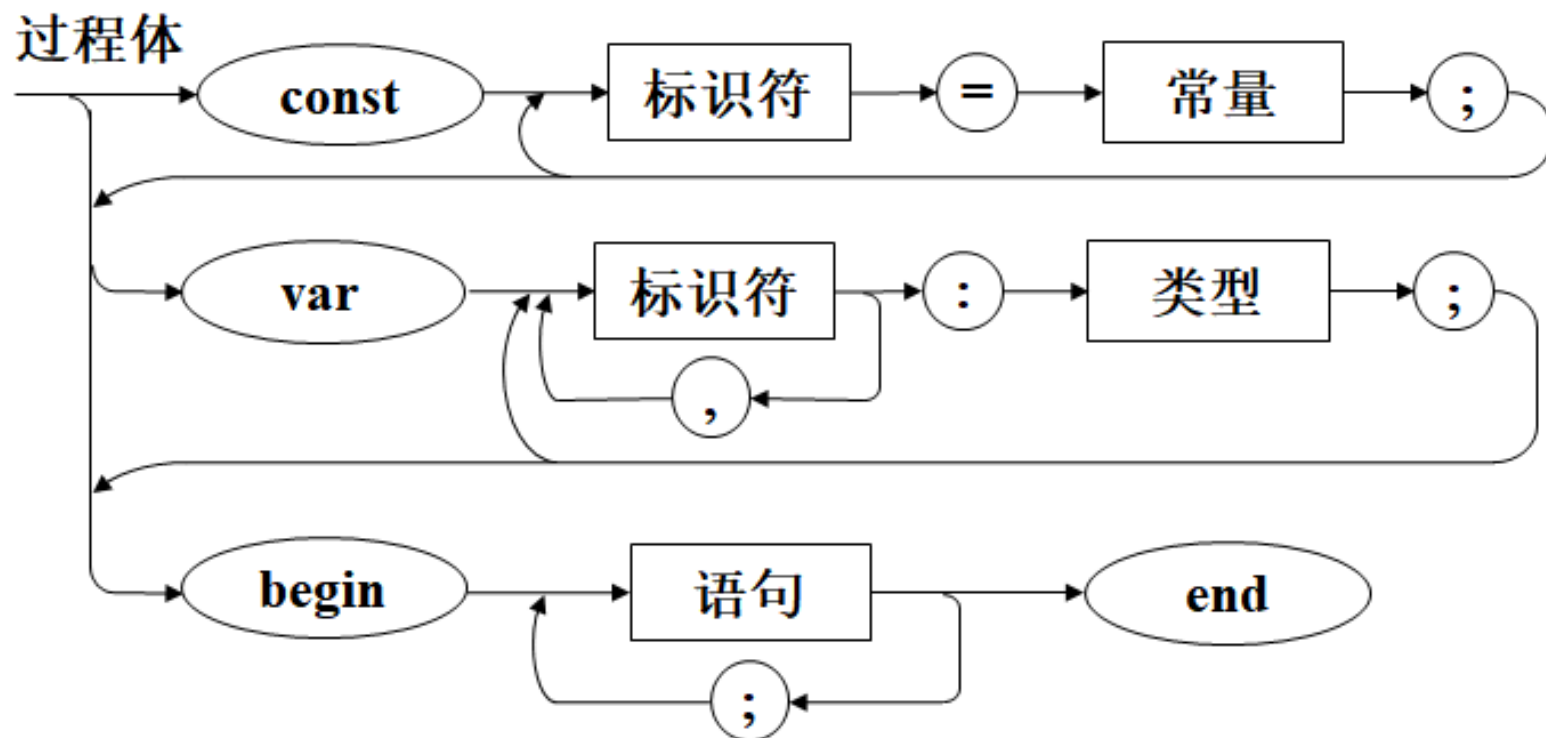 过程体
const 标识符 = 常量 ;
var 标识符 : 类型 ;
,
begin 语句 end
;